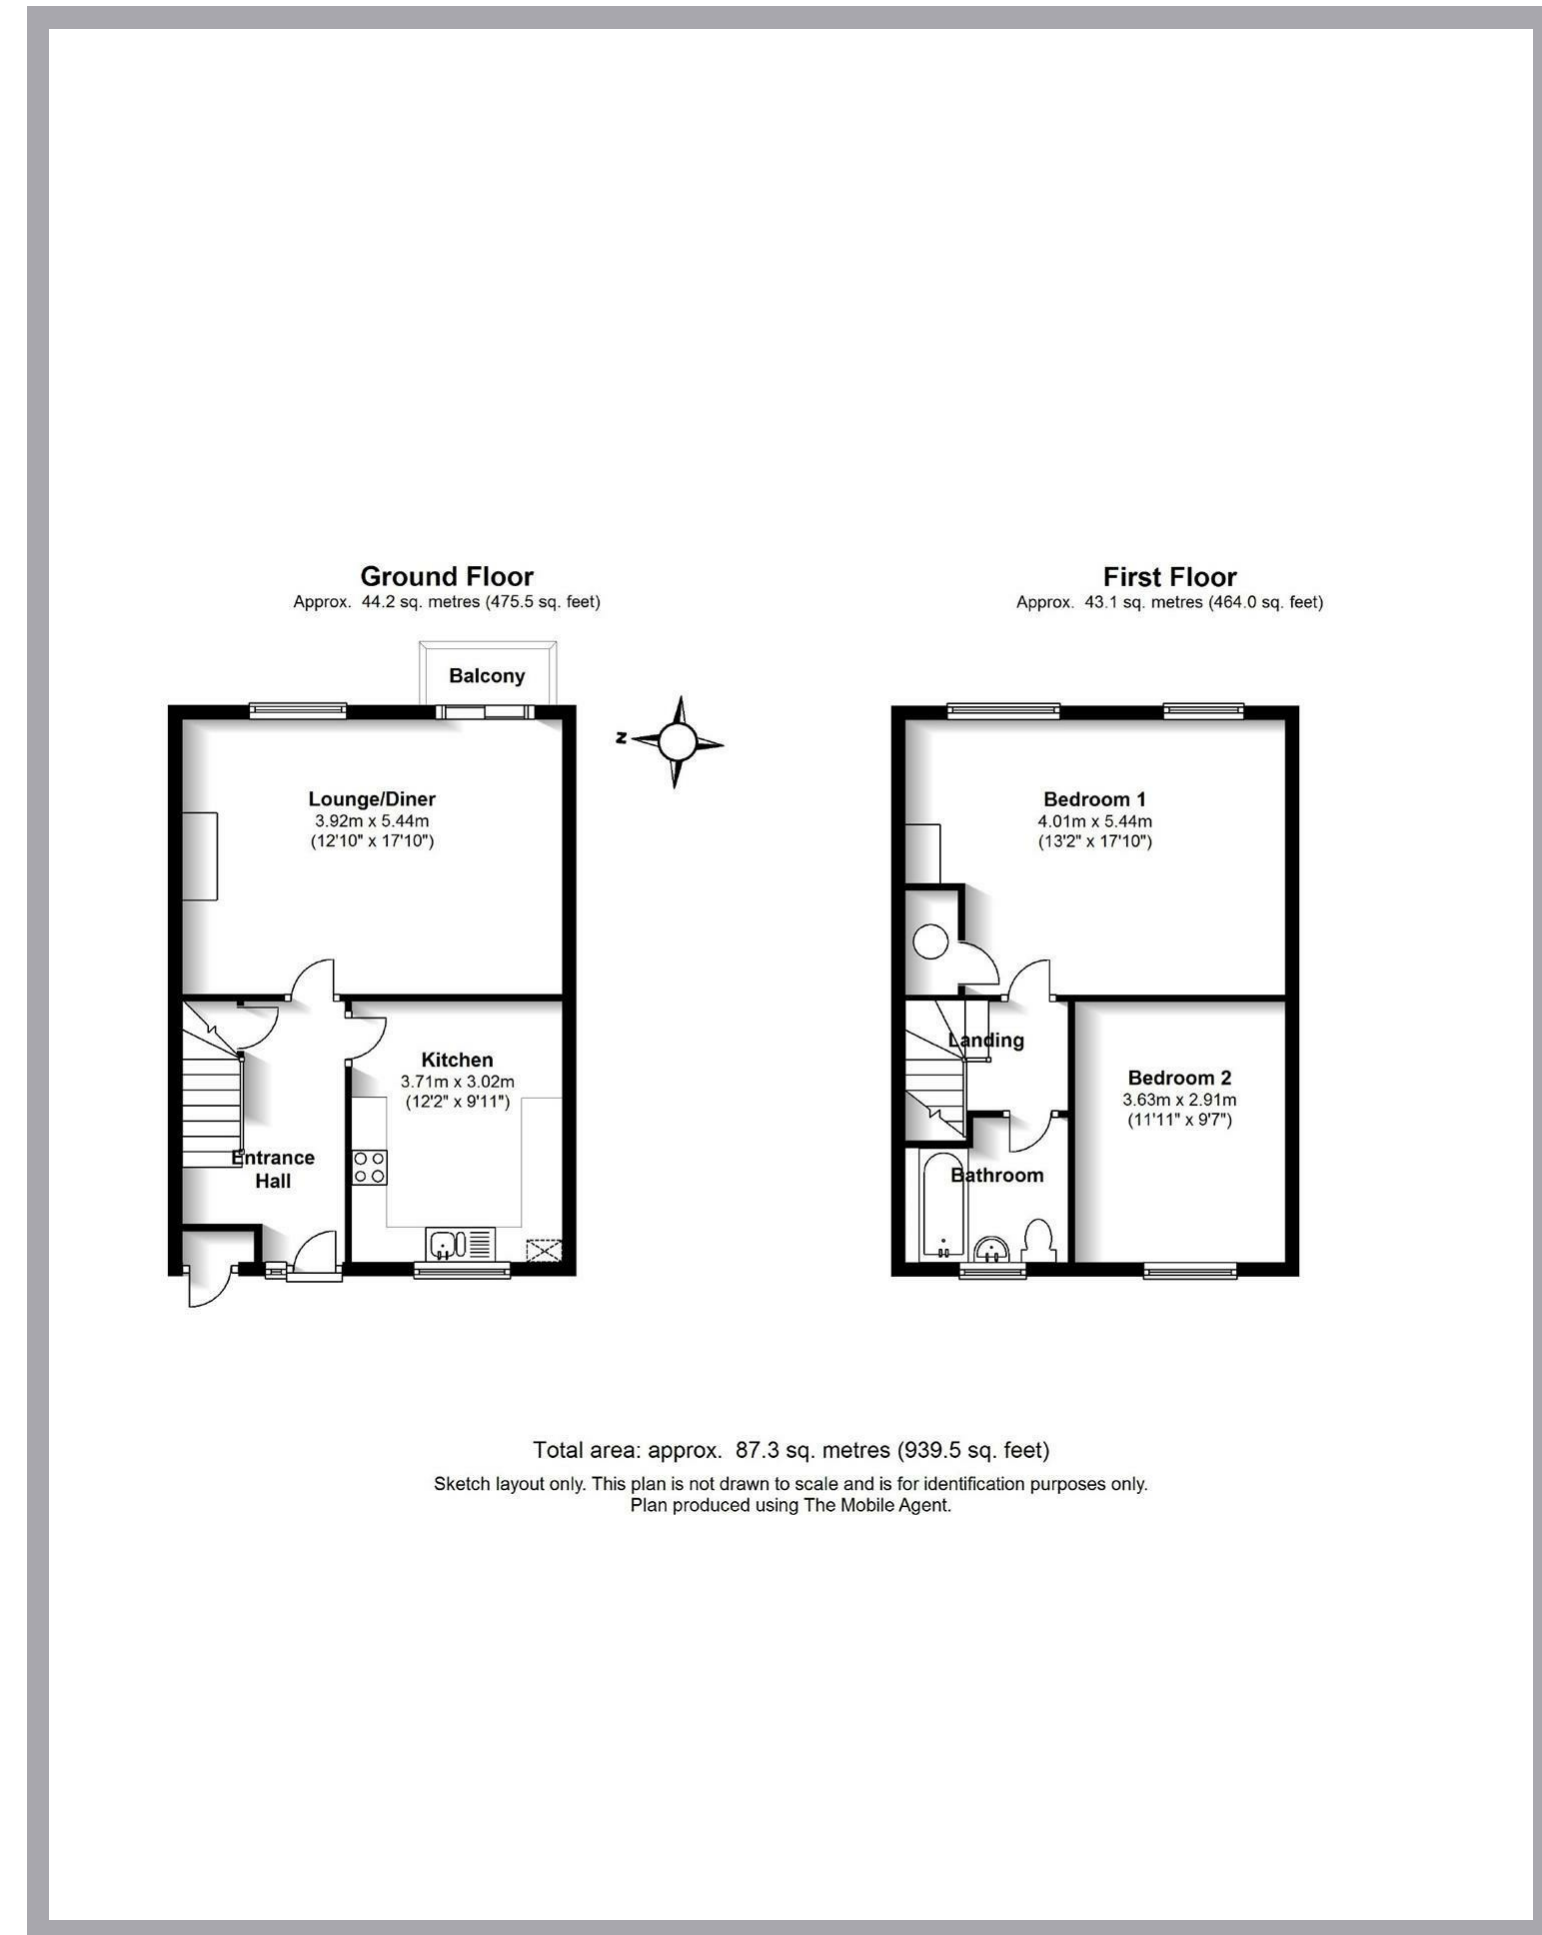 Ground Floor
Approx. 44.2 sq. metres (475.5 sq. feet)
Balcony
Lounge/Diner
3.92m x 5.44m
(12'10" x 17'10")
Kitchen
3.71m x 3.02m
(12'2" x 9'11")
Entrance
Hall
N
First Floor
Approx. 43.1 sq. metres (464.0 sq. feet)
Bedroom 1
4.01m x 5.44m
(13'2" x 17'10")
Landing
Bedroom 2
3.63m x 2.91m
(11'11" x 9'7")
Bathroom
Total area: approx. 87.3 sq. metres (939.5 sq. feet)
Sketch layout only. This plan is not drawn to scale and is for identification purposes only.
Plan produced using The Mobile Agent.